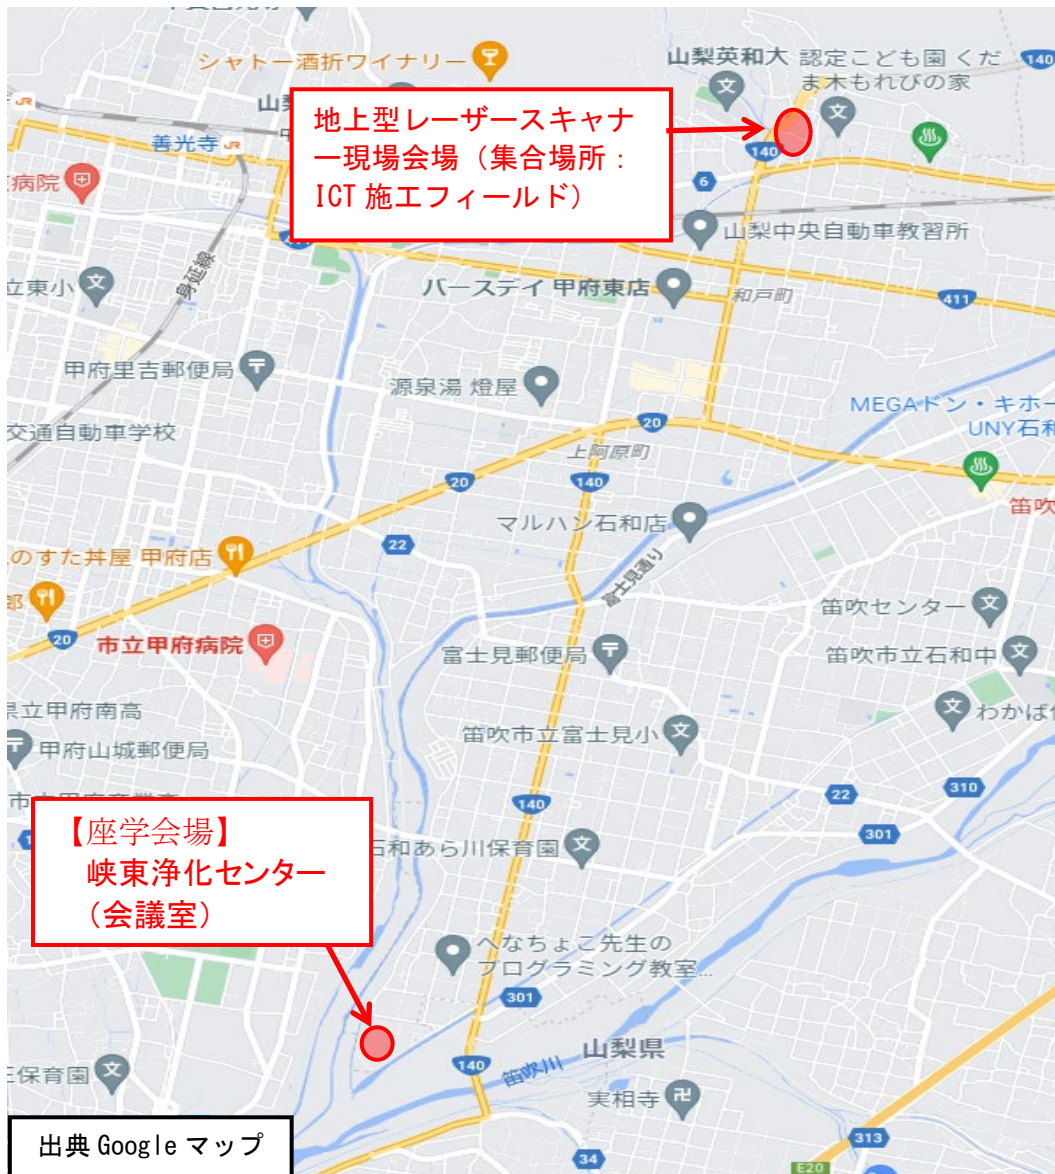 シャトー酒折ワイナリー
山梨英和大
認定こども園 くだ
ま木もれびの家
140
JR
善光寺 JR
病院
地上型レーザースキャナ
ー現場会場（集合場所：
ICT 施工フィールド）
140
6
山梨中央自動車教習所
立東小
身延線
バースデイ 甲府東店
和戸町
411
甲府里吉郵便局
源泉湯 燈屋
MEGAドン・キホー
UNY石和
交通自動車学校
20
上阿原町
20
140
笛吹
マルハン石和店
22
のすた丼屋 甲府店
富士見通り
郎
笛吹センター
20
市立甲府病院
富士見郵便局
笛吹市立石和中
県立甲府南高
わかば
甲府山城郵便局
笛吹市立富士見小
140
22
310
301
【座学会場】
峡東浄化センター
（会議室）
石和あら川保育園
へなちょこ先生の
プログラミング教室...
301
山梨県
140
笛吹川
保育園
実相寺
出典 Google マップ
313
34
E20